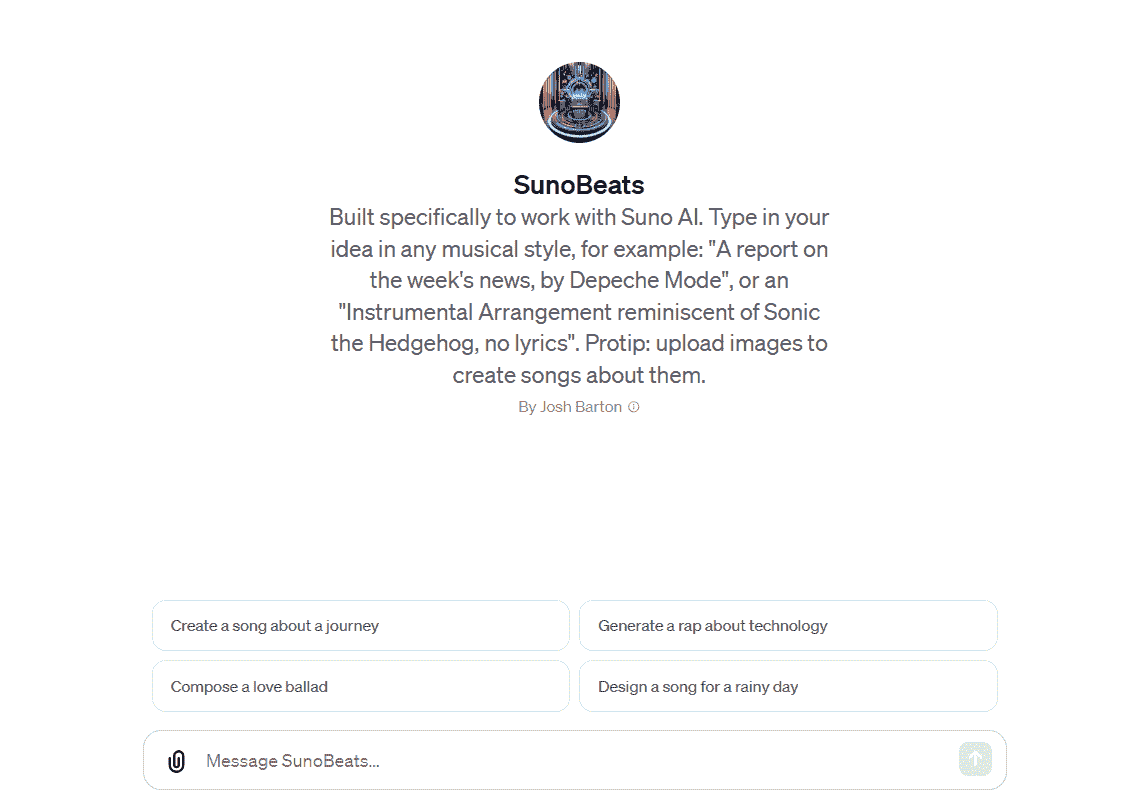 SunoBeats
Built specifically to work with Suno AI. Type in your
idea in any musical style, for example: "A report on
the week's news, by Depeche Mode", or an
"Instrumental Arrangement reminiscent of Sonic
the Hedgehog, no lyrics". Protip: upload images to
create songs about them.
By Josh Barton
Create a song about a journey
Generate a rap about technology
Compose a love ballad
Design a song for a rainy day
Message SunoBeats...